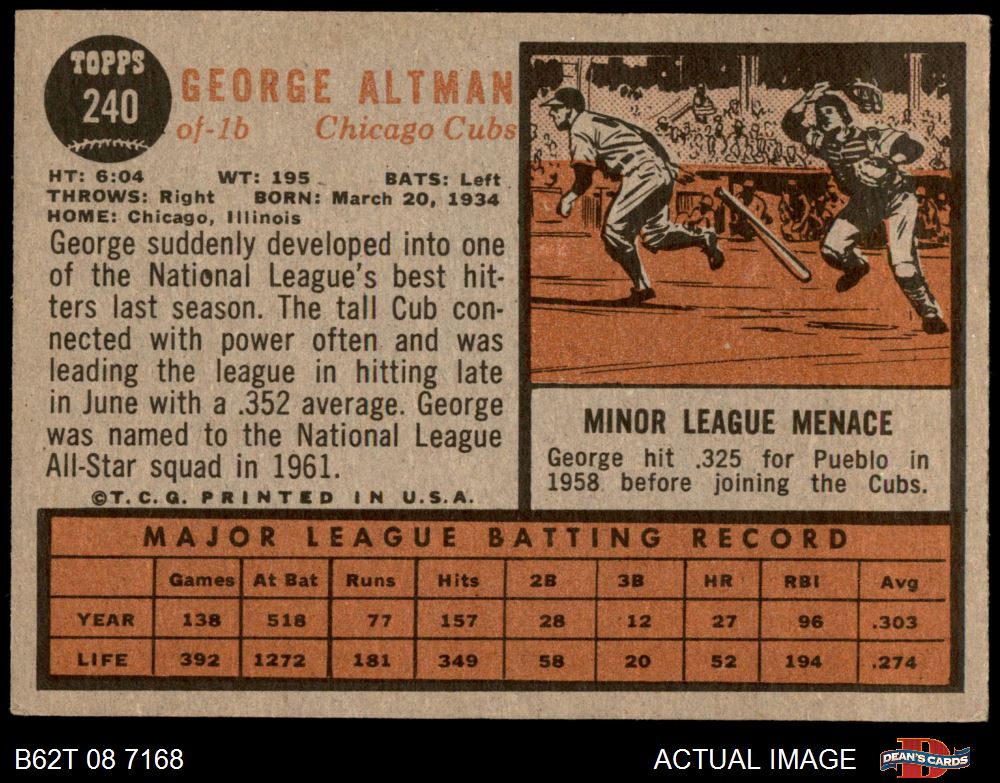 TOPPS
240
GEORGE ALTMAN
of-1b Chicago Cubs
HT: 6:04 WT: 195 BATS: Left
THROWS: Right BORN: March 20, 1934
HOME: Chicago, Illinois
George suddenly developed into one
of the National League's best hit-
ters last season. The tall Cub con-
nected with power often and was
leading the league in hitting late
in June with a .352 average. George
was named to the National League
All-Star squad in 1961.
©T.C.G. PRINTED IN U.S.A.
MINOR LEAGUE MENACE
George hit .325 for Pueblo in
1958 before joining the Cubs.
MAJOR LEAGUE BATTING RECORD
Games At Bat Runs Hits 2B 3B HR RBI Avg
YEAR 138 518 77 157 28 12 27 96 .303
LIFE 392 1272 181 349 58 20 52 194 .274
B62T 08 7168 ACTUAL IMAGE DEAN'S CARDS